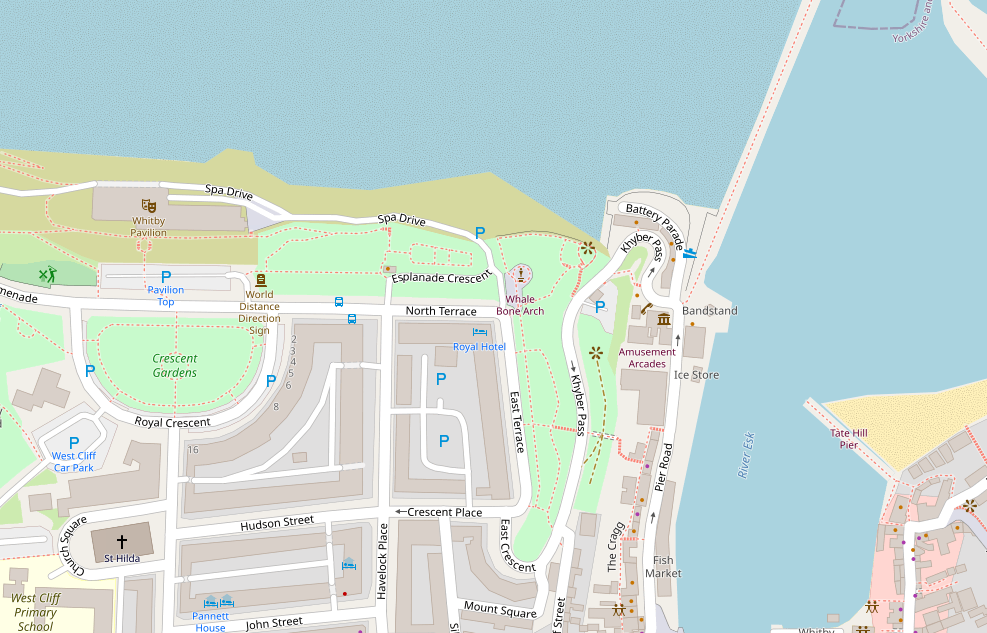 Yorkshire and
Spa Drive
Whitby
Pavilion
Spa Drive
Battery Parade
Khyber Pass
P
Esplanade Crescent
P
Pavilion
Top
World
Distance
Direction
Sign
menade
North Terrace
Whale
Bone Arch
P
Bandstand
Royal Hotel
Amusement
Arcades
Ice Store
Crescent
Gardens
2
3
4
5
6
8
16
P
P
P
P
Khyber Pass
East Terrace
Royal Crescent
P
West Cliff
Car Park
Tate Hill
Pier
River Esk
Pier Road
Crescent Place
Hudson Street
Church Square
St Hilda
Havelock Place
East Crescent
The Cragg
Fish
Market
West Cliff
Primary
School
Pannett
House
John Street
Mount Square
Street
Whitby